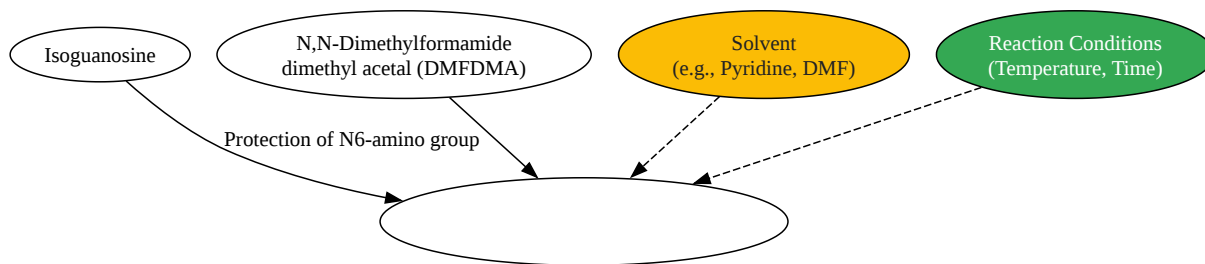 Isoguanosine
N,N-Dimethylformamide
dimethyl acetal (DMFDMA)
Solvent
(e.g., Pyridine, DMF)
Reaction Conditions
(Temperature, Time)
Protection of N6-amino group